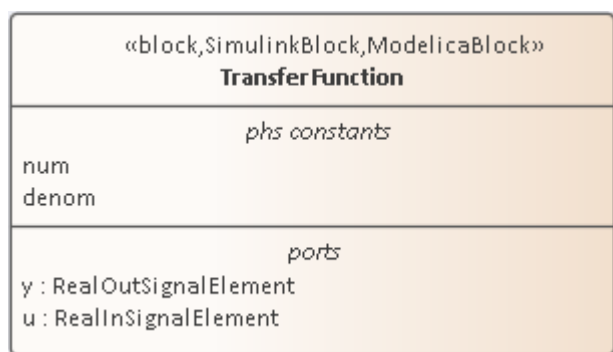 «block,SimulinkBlock,ModelicaBlock»
TransferFunction
phs constants
num
denom
ports
y : RealOutSignalElement
u : RealInSignalElement